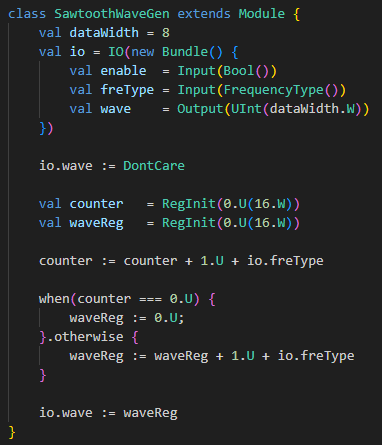 class SawtoothWaveGen extends Module {
    val dataWidth = 8
    val io = IO(new Bundle() {
        val enable  = Input(Bool())
        val freType = Input(FrequencyType())
        val wave    = Output(UInt(dataWidth.W))
    })

    io.wave := DontCare

    val counter   = RegInit(0.U(16.W))
    val waveReg   = RegInit(0.U(16.W))

    counter := counter + 1.U + io.freType

    when(counter === 0.U) {
        waveReg := 0.U;
    }.otherwise {
        waveReg := waveReg + 1.U + io.freType
    }

    io.wave := waveReg
}